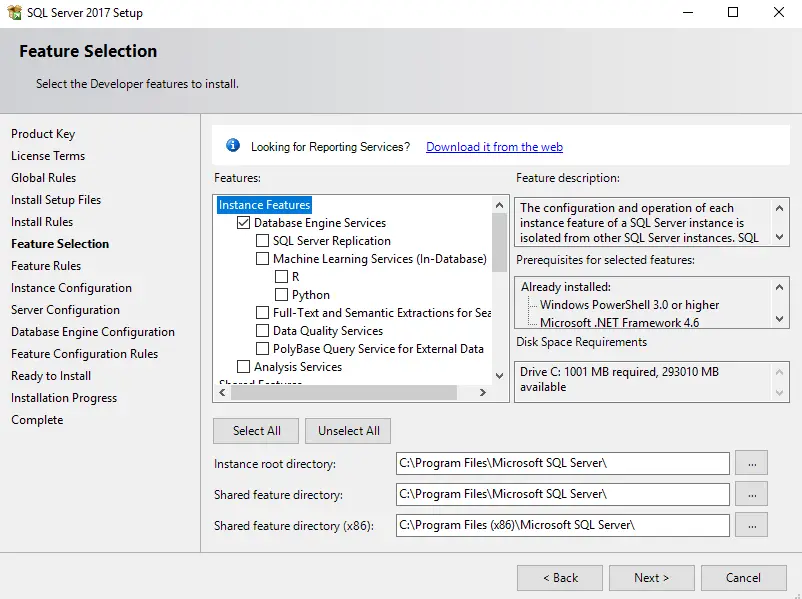 SQL Server 2017 Setup
Feature Selection
Select the Developer features to install.
Product Key
License Terms
Global Rules
Install Setup Files
Install Rules
Feature Selection
Feature Rules
Instance Configuration
Server Configuration
Database Engine Configuration
Feature Configuration Rules
Ready to Install
Installation Progress
Complete
Looking for Reporting Services? Download it from the web
Features:
Instance Features
Database Engine Services
SQL Server Replication
Machine Learning Services (In-Database)
R
Python
Full-Text and Semantic Extractions for Sea
Data Quality Services
PolyBase Query Service for External Data
Analysis Services
Shared Features
Feature description:
The configuration and operation of each
instance feature of a SQL Server instance is
isolated from other SQL Server instances. SQL
Prerequisites for selected features:
Already installed:
Windows PowerShell 3.0 or higher
Microsoft .NET Framework 4.6
Disk Space Requirements
Drive C: 1001 MB required, 293010 MB
available
Select All
Unselect All
Instance root directory: C:\Program Files\Microsoft SQL Server\ ...
Shared feature directory: C:\Program Files\Microsoft SQL Server\ ...
Shared feature directory (x86): C:\Program Files (x86)\Microsoft SQL Server\ ...
< Back
Next >
Cancel